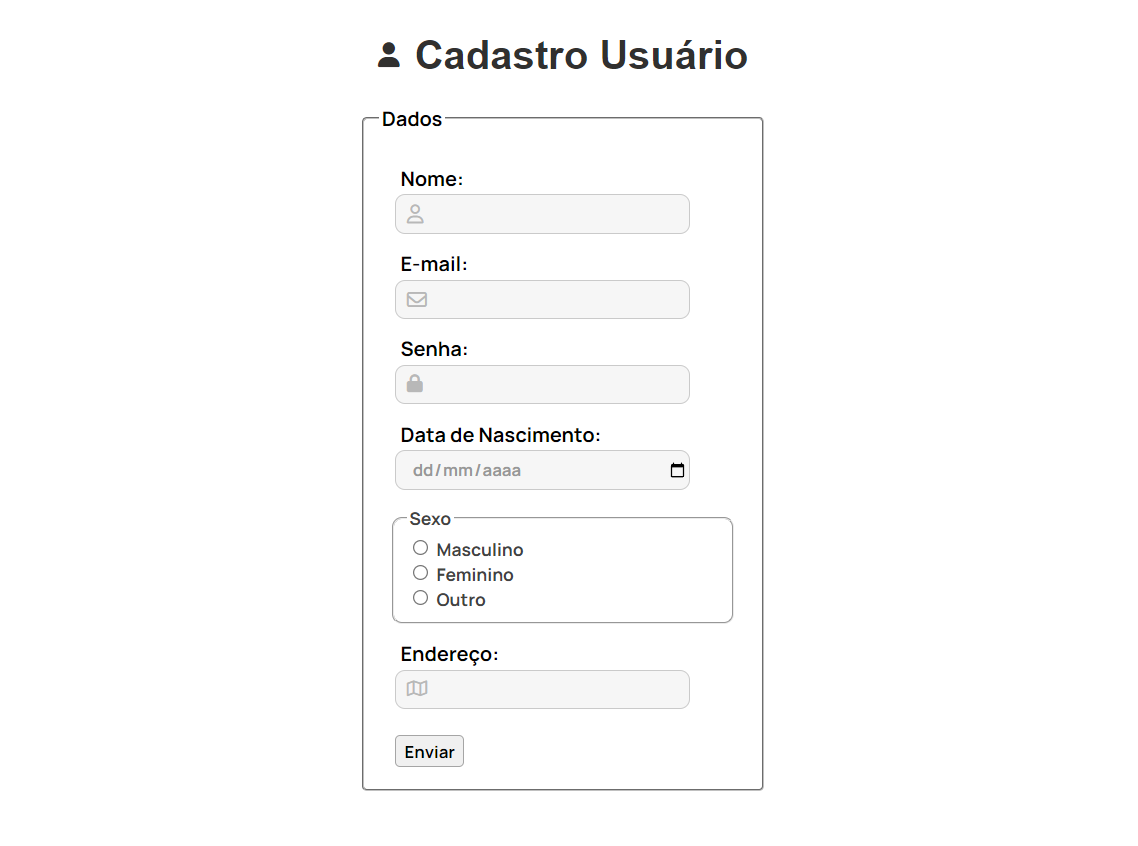 Cadastro Usuário
Dados
Nome:
E-mail:
Senha:
Data de Nascimento:
dd/mm/aaaa
Sexo
Masculino
Feminino
Outro
Endereço:
Enviar